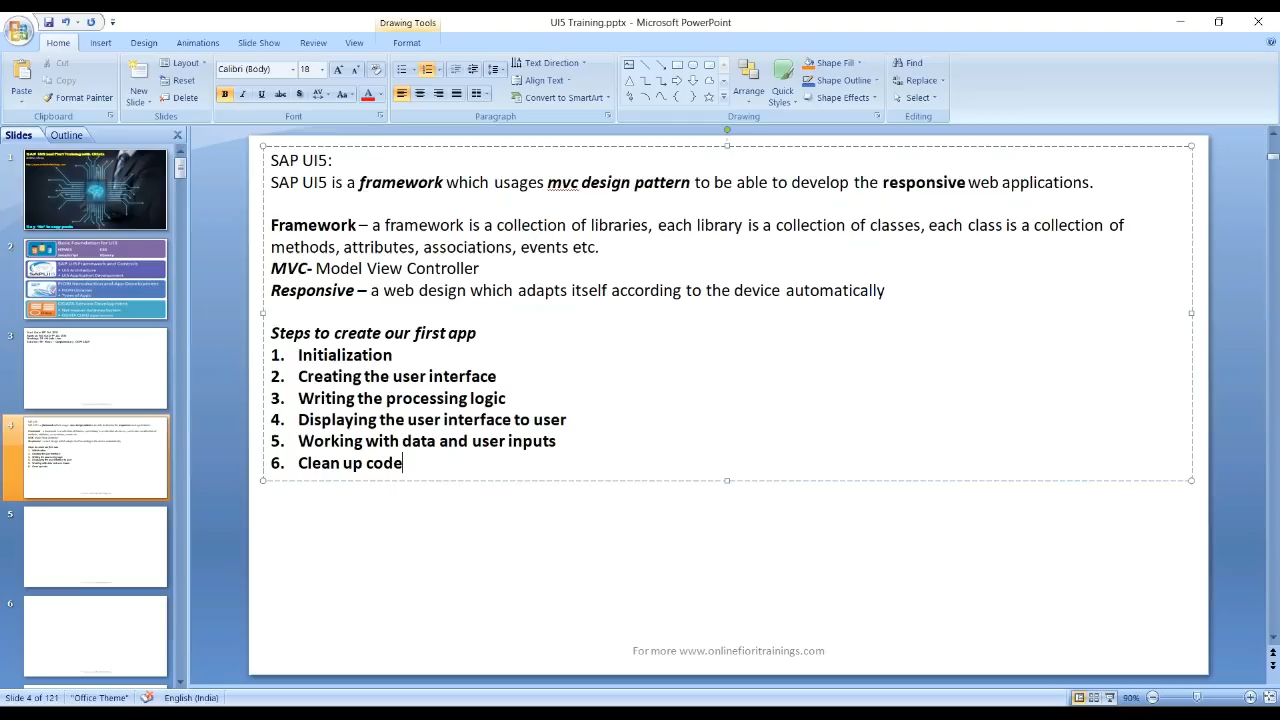 UI5 Training.pptx - Microsoft PowerPoint
Drawing Tools
Home Insert Design Animations Slide Show Review View Format
Paste
Cut
Copy
Format Painter
Clipboard
New Slide
Layout
Reset
Delete
Slides
Calibri (Body) 18
Font
Text Direction
Align Text
Convert to SmartArt
Paragraph
Arrange
Quick Styles
Shape Fill
Shape Outline
Shape Effects
Drawing
Find
Replace
Select
Editing
Slides Outline
1
2
3
4
5
6
SAP UI5:
SAP UI5 is a framework which usages mvc design pattern to be able to develop the responsive web applications.
Framework – a framework is a collection of libraries, each library is a collection of classes, each class is a collection of
methods, attributes, associations, events etc.
MVC- Model View Controller
Responsive – a web design which adapts itself according to the device automatically
Steps to create our first app
1. Initialization
2. Creating the user interface
3. Writing the processing logic
4. Displaying the user interface to user
5. Working with data and user inputs
6. Clean up code
For more www.onlinefioritrainings.com
Slide 4 of 121 "Office Theme" English (India) 90%